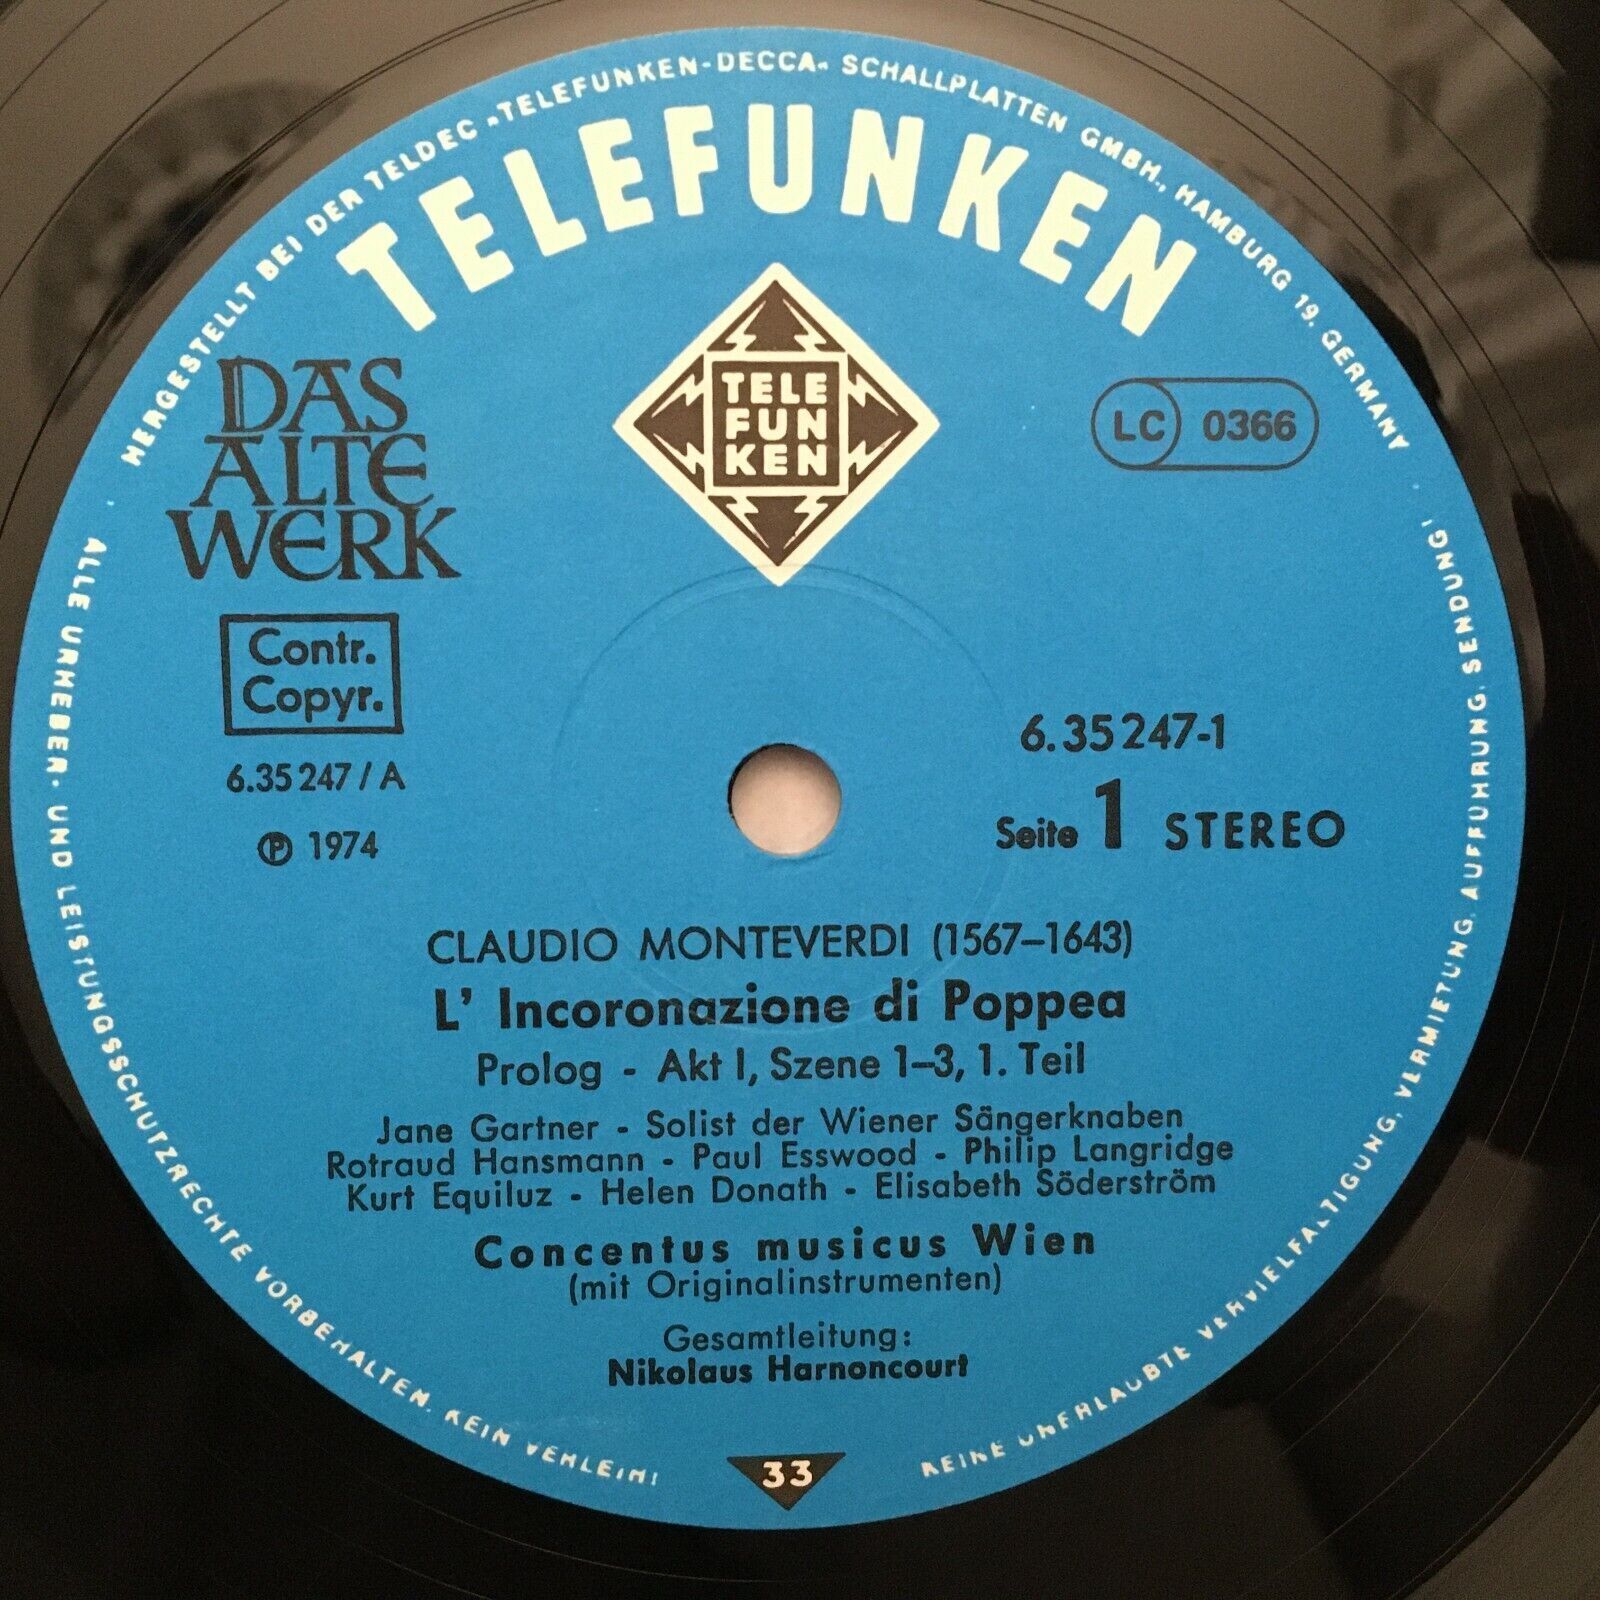 HERGESTELLT BEI DER TELDEC »TELEFUNKEN-DECCA« SCHALLPLATTEN GMBH., HAMBURG 19, GERMANY
TELEFUNKEN
TELE
FUN
KEN
DAS
ALTE
WERK
LC 0366
Contr.
Copyr.
6.35 247 / A
℗ 1974
6.35 247-1
Seite 1 STEREO
CLAUDIO MONTEVERDI (1567–1643)
L' Incoronazione di Poppea
Prolog - Akt I, Szene 1–3, 1. Teil
Jane Gartner - Solist der Wiener Sängerknaben
Rotraud Hansmann - Paul Esswood - Philip Langridge
Kurt Equiluz - Helen Donath - Elisabeth Söderström
Concentus musicus Wien
(mit Originalinstrumenten)
Gesamtleitung:
Nikolaus Harnoncourt
33
ALLE URHEBER- UND LEISTUNGSSCHUTZRECHTE VORBEHALTEN. KEIN VERLEIH!
KEINE UNERLAUBTE VERVIELFALTIGUNG, VERMIETUNG, AUFFUHRUNG, SENDUNG!